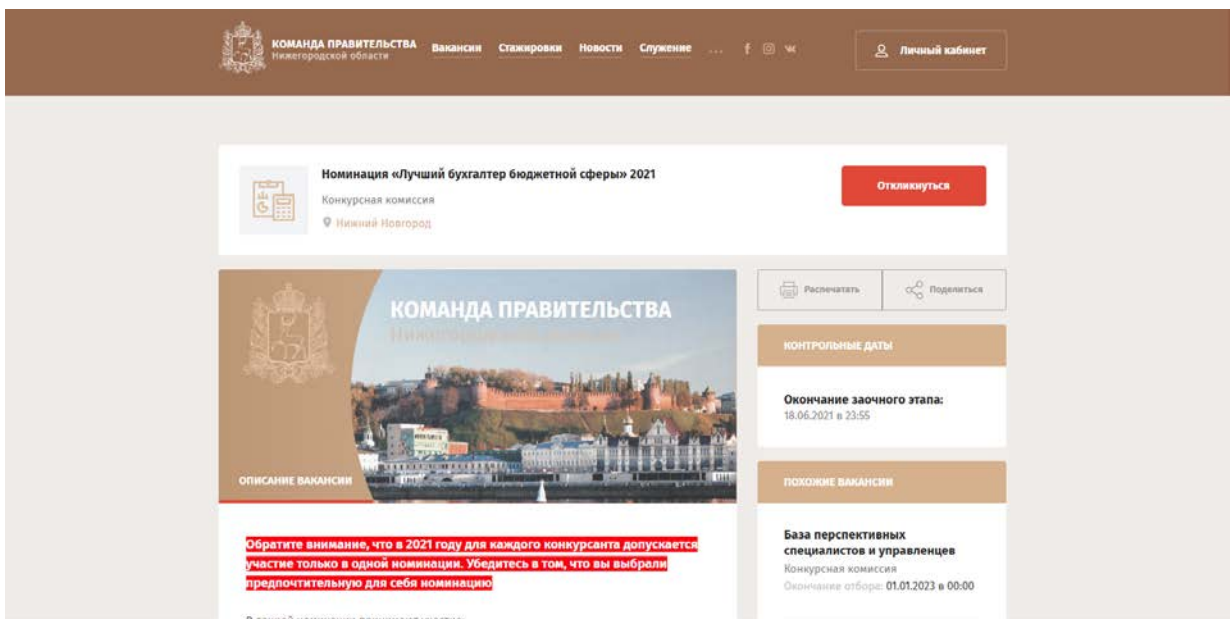 КОМАНДА ПРАВИТЕЛЬСТВА
Нижегородской области
Вакансии Стажировки Новости Служение ...
Личный кабинет
Номинация «Лучший бухгалтер бюджетной сферы» 2021
Конкурсная комиссия
Нижний Новгород
Откликнуться
КОМАНДА ПРАВИТЕЛЬСТВА
Нижегородской области
ОПИСАНИЕ ВАКАНСИИ
Распечатать
Поделиться
КОНТРОЛЬНЫЕ ДАТЫ
Окончание заочного этапа:
18.06.2021 в 23:55
ПОХОЖИЕ ВАКАНСИИ
База перспективных
специалистов и управленцев
Конкурсная комиссия
Окончание отбора: 01.01.2023 в 00:00
Обратите внимание, что в 2021 году для каждого конкурсанта допускается
участие только в одной номинации. Убедитесь в том, что вы выбрали
предпочтительную для себя номинацию